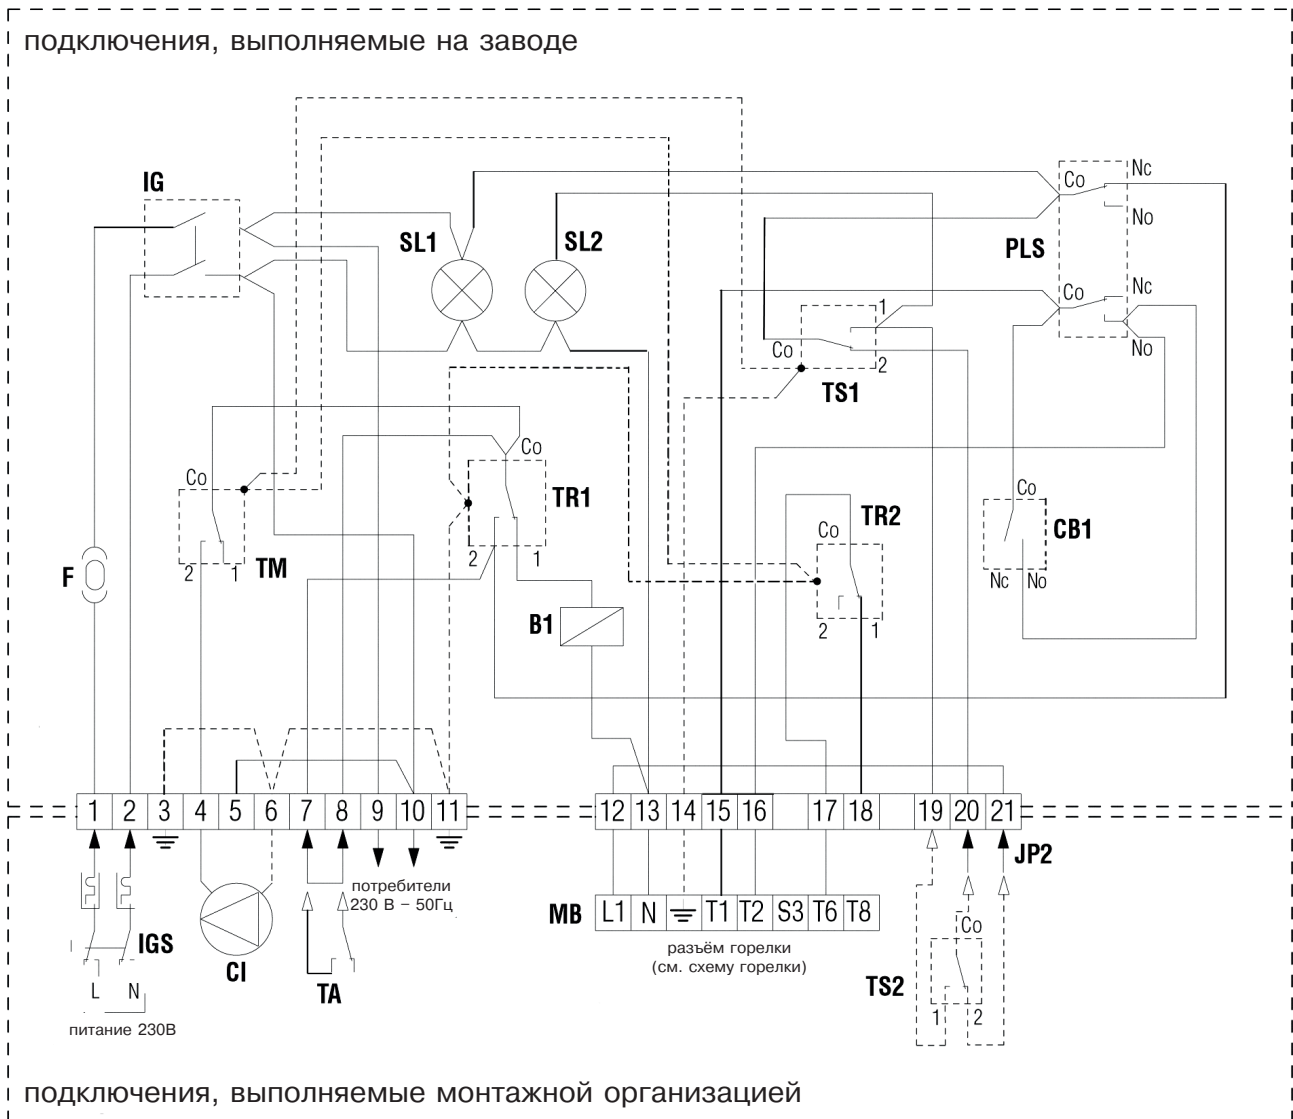 подключения, выполняемые на заводе
IG
SL1
SL2
Co
Nc
No
PLS
Co
Nc
No
1
Co
2
TS1
Co
TR1
2
1
Co
2
1
TM
F
Co
TR2
2
1
Co
CB1
Nc
No
B1
1 2 3 4 5 6 7 8 9 10 11
12 13 14 15 16 17 18 19 20 21
JP2
потребители
230 В – 50Гц
MB
L1 N T1 T2 S3 T6 T8
разъём горелки
(см. схему горелки)
I
IGS
CI
TA
L
N
питание 230В
Co
TS2
1
2
подключения, выполняемые монтажной организацией